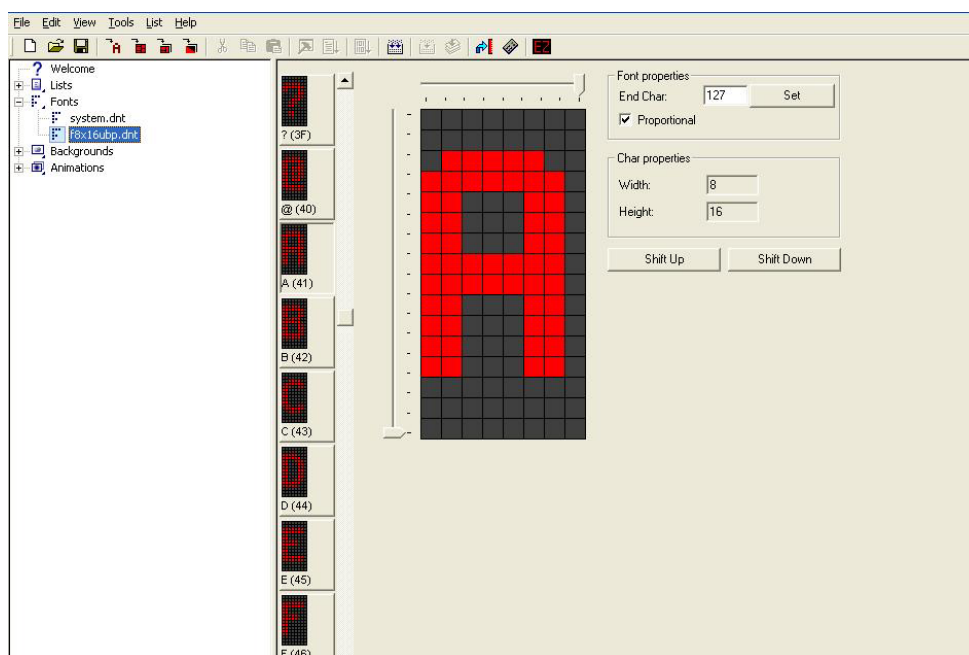 File Edit View Tools List Help
EZ
Welcome
Lists
Fonts
system.dnt
f8x16ubp.dnt
Backgrounds
Animations
? (3F)
@ (40)
A (41)
B (42)
C (43)
D (44)
E (45)
F (46)
Font properties
End Char: 127 Set
Proportional
Char properties
Width: 8
Height: 16
Shift Up Shift Down